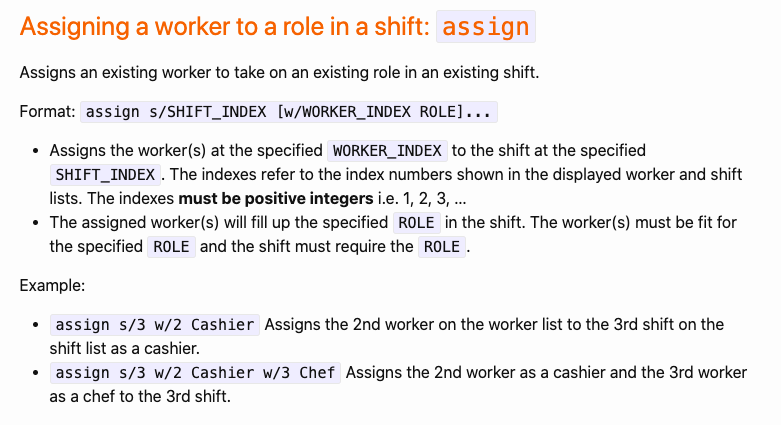 Assigning a worker to a role in a shift: assign
Assigns an existing worker to take on an existing role in an existing shift.
Format: assign s/SHIFT_INDEX [w/WORKER_INDEX ROLE]...
• Assigns the worker(s) at the specified WORKER_INDEX to the shift at the specified
SHIFT_INDEX. The indexes refer to the index numbers shown in the displayed worker and shift
lists. The indexes must be positive integers i.e. 1, 2, 3, …
• The assigned worker(s) will fill up the specified ROLE in the shift. The worker(s) must be fit for
the specified ROLE and the shift must require the ROLE.
Example:
• assign s/3 w/2 Cashier Assigns the 2nd worker on the worker list to the 3rd shift on the
shift list as a cashier.
• assign s/3 w/2 Cashier w/3 Chef Assigns the 2nd worker as a cashier and the 3rd worker
as a chef to the 3rd shift.